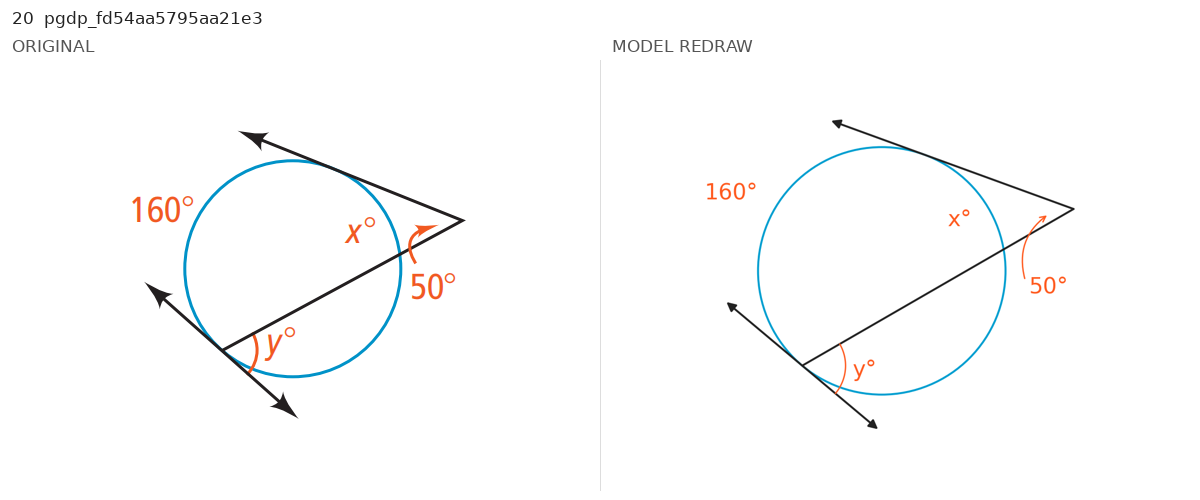 20 pgdp_fd54aa5795aa21e3
ORIGINAL
MODEL REDRAW
160°
x°
50°
y°
160°
x°
50°
y°